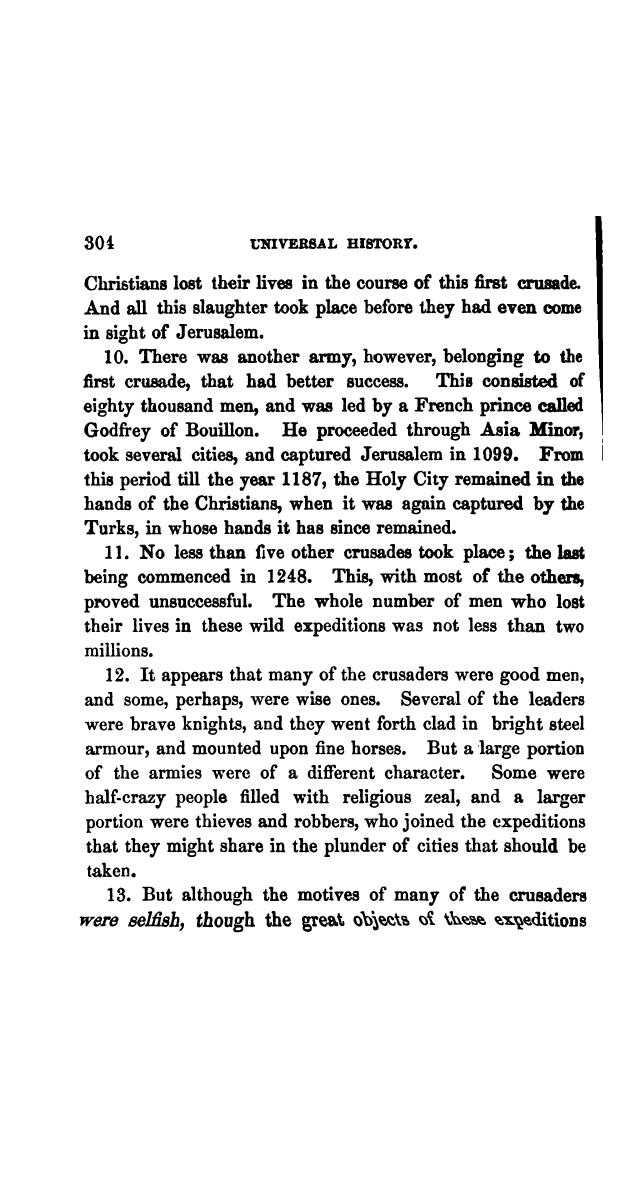 304 UNIVERSAL HISTORY.
Christians lost their lives in the course of this first crusade.
And all this slaughter took place before they had even come
in sight of Jerusalem.
10. There was another army, however, belonging to the
first crusade, that had better success. This consisted of
eighty thousand men, and was led by a French prince called
Godfrey of Bouillon. He proceeded through Asia Minor,
took several cities, and captured Jerusalem in 1099. From
this period till the year 1187, the Holy City remained in the
hands of the Christians, when it was again captured by the
Turks, in whose hands it has since remained.
11. No less than five other crusades took place; the last
being commenced in 1248. This, with most of the others,
proved unsuccessful. The whole number of men who lost
their lives in these wild expeditions was not less than two
millions.
12. It appears that many of the crusaders were good men,
and some, perhaps, were wise ones. Several of the leaders
were brave knights, and they went forth clad in bright steel
armour, and mounted upon fine horses. But a large portion
of the armies were of a different character. Some were
half-crazy people filled with religious zeal, and a larger
portion were thieves and robbers, who joined the expeditions
that they might share in the plunder of cities that should be
taken.
13. But although the motives of many of the crusaders
were selfish, though the great objects of these expeditions